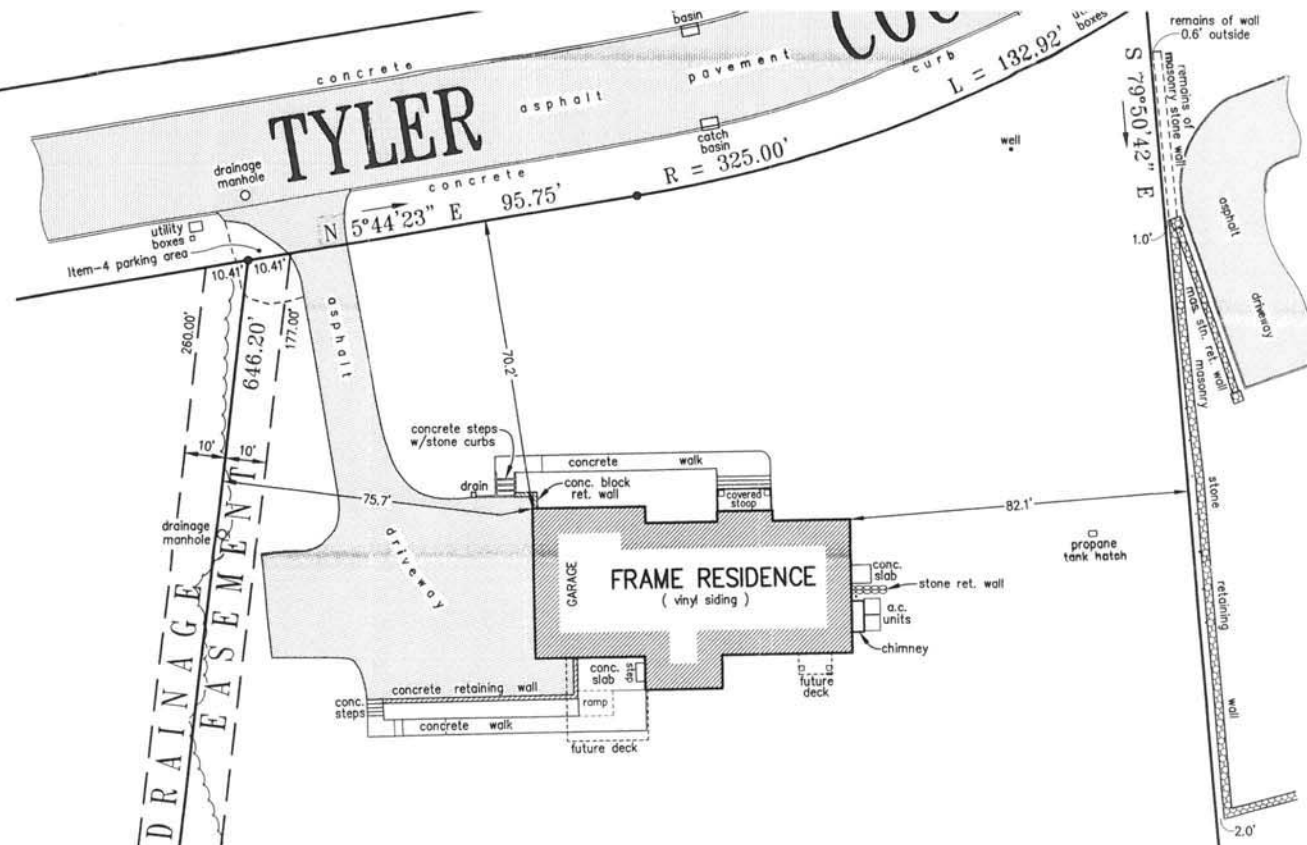 basin
utility
boxes
remains of wall
0.6' outside
concrete
pavement
COU
curb
L = 132.92'
S 79°50'42" E
remains of
masonry stone wall
TYLER
asphalt
catch
basin
well
drainage
manhole
concrete
R = 325.00'
N 5°44'23" E 95.75'
utility
boxes
Item-4 parking area
10.41'
10.41'
1.0'
asphalt
driveway
mas. stn. ret. wall
masonry
stone
retaining
wall
2.0'
260.00'
646.20'
177.00'
asphalt
70.2'
10'
10'
concrete steps
w/stone curbs
concrete walk
drain
conc. block
ret. wall
covered
stoop
75.7'
82.1'
drainage
manhole
driveway
propane
tank hatch
GARAGE
FRAME RESIDENCE
( vinyl siding )
conc.
slab
stone ret. wall
a.c.
units
chimney
DRAINAGE
EASEMENT
concrete retaining wall
conc.
slab
step
future
deck
conc.
steps
ramp
concrete walk
future deck